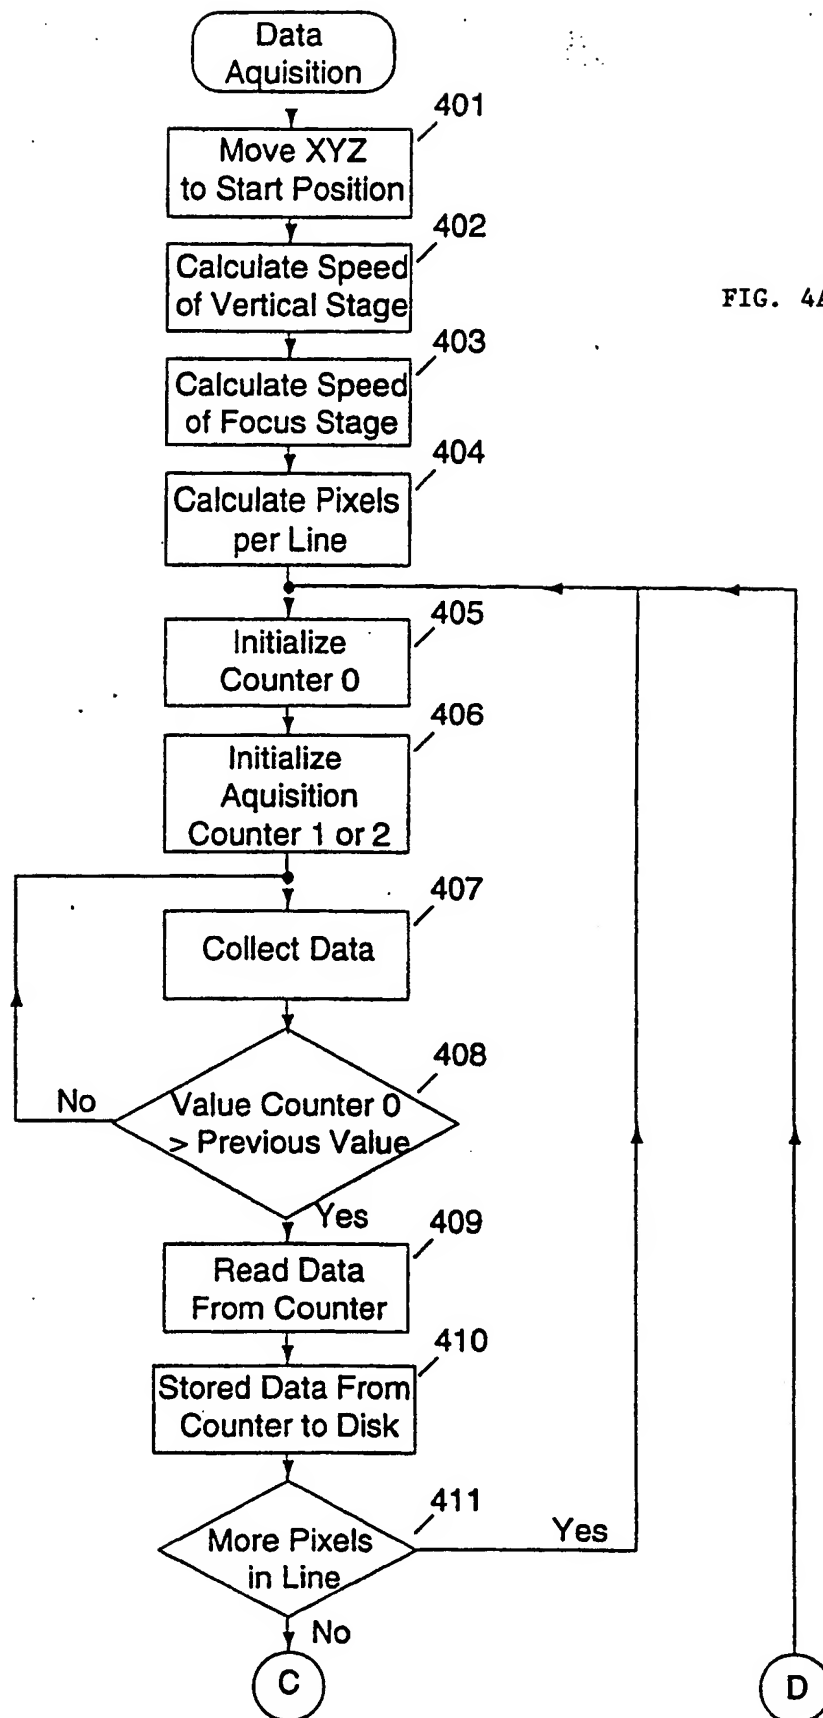 Data
Aquisition
401
Move XYZ
to Start Position
402
Calculate Speed
of Vertical Stage
FIG. 4A
403
Calculate Speed
of Focus Stage
404
Calculate Pixels
per Line
405
Initialize
Counter 0
406
Initialize
Aquisition
Counter 1 or 2
407
Collect Data
408
No
Value Counter 0
> Previous Value
Yes
409
Read Data
From Counter
410
Stored Data From
Counter to Disk
411
More Pixels
in Line
Yes
No
C
D